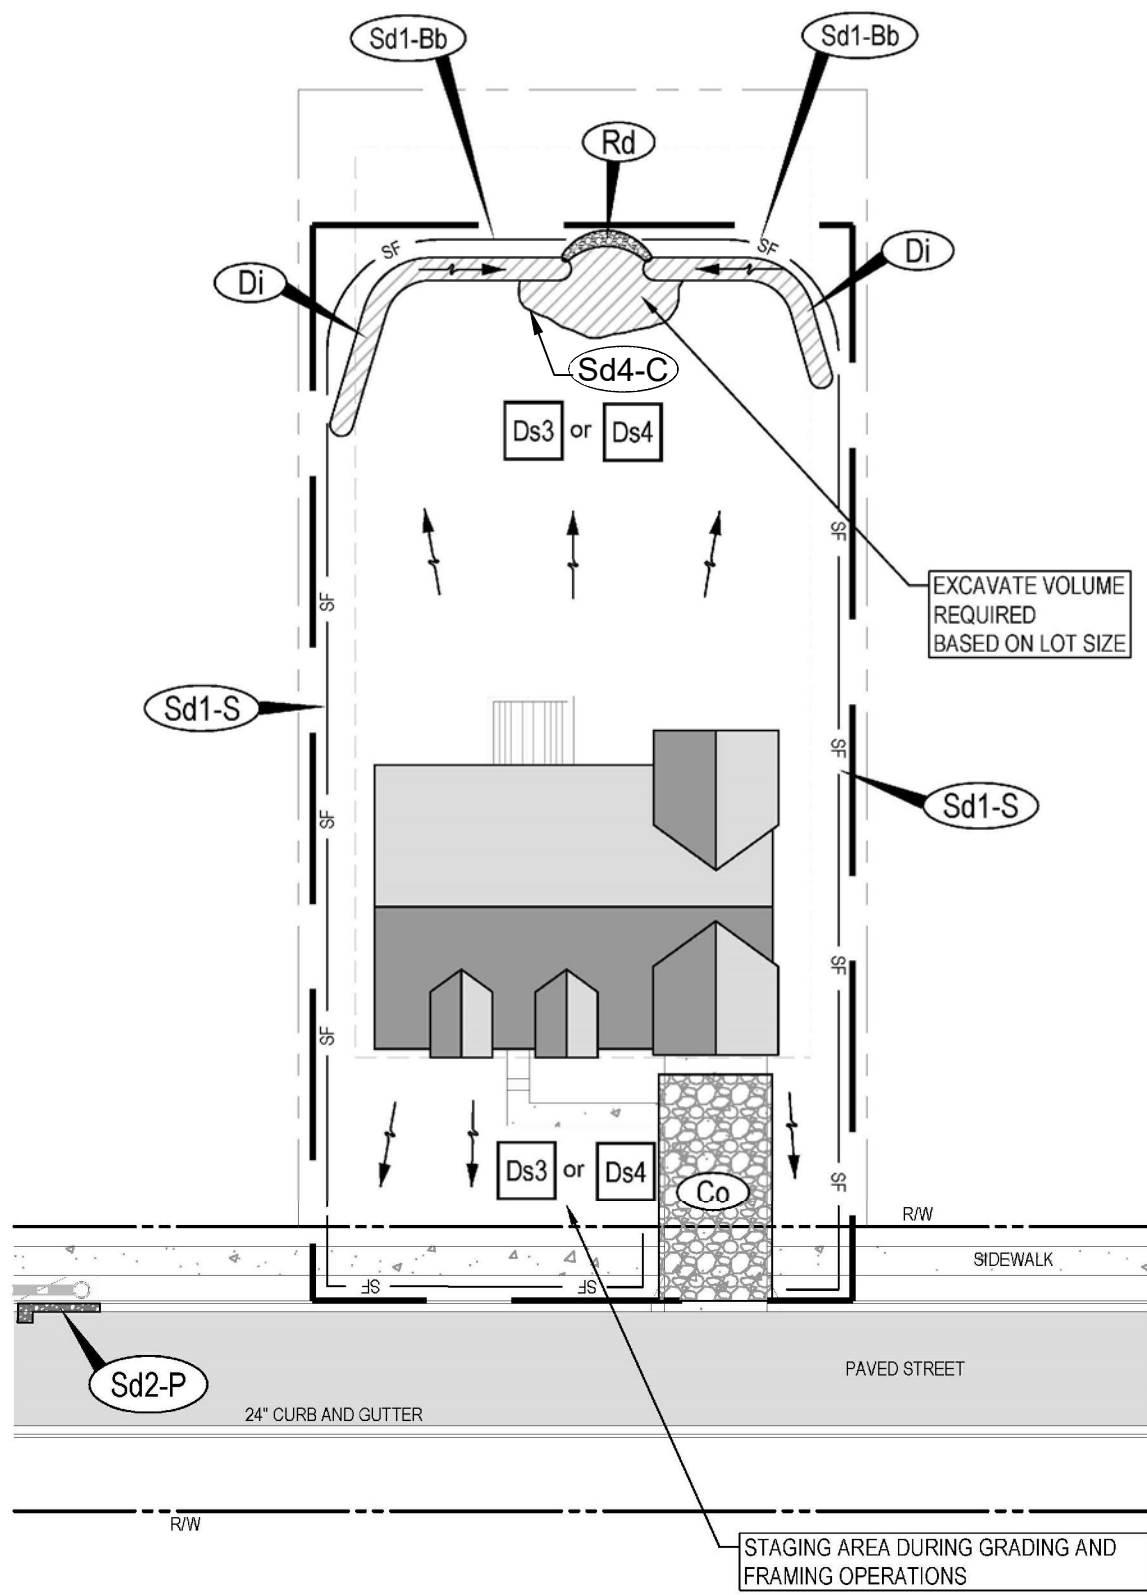 Sd1-Bb
Sd1-Bb
Rd
SF
SF
Di
Di
Sd4-C
Ds3 or Ds4
SF
EXCAVATE VOLUME
REQUIRED
BASED ON LOT SIZE
SF
Sd1-S
SF
Sd1-S
SF
SF
SF
Ds3 or Ds4
Co
SF
R/W
SIDEWALK
SF
SF
Sd2-P
PAVED STREET
24" CURB AND GUTTER
R/W
STAGING AREA DURING GRADING AND
FRAMING OPERATIONS